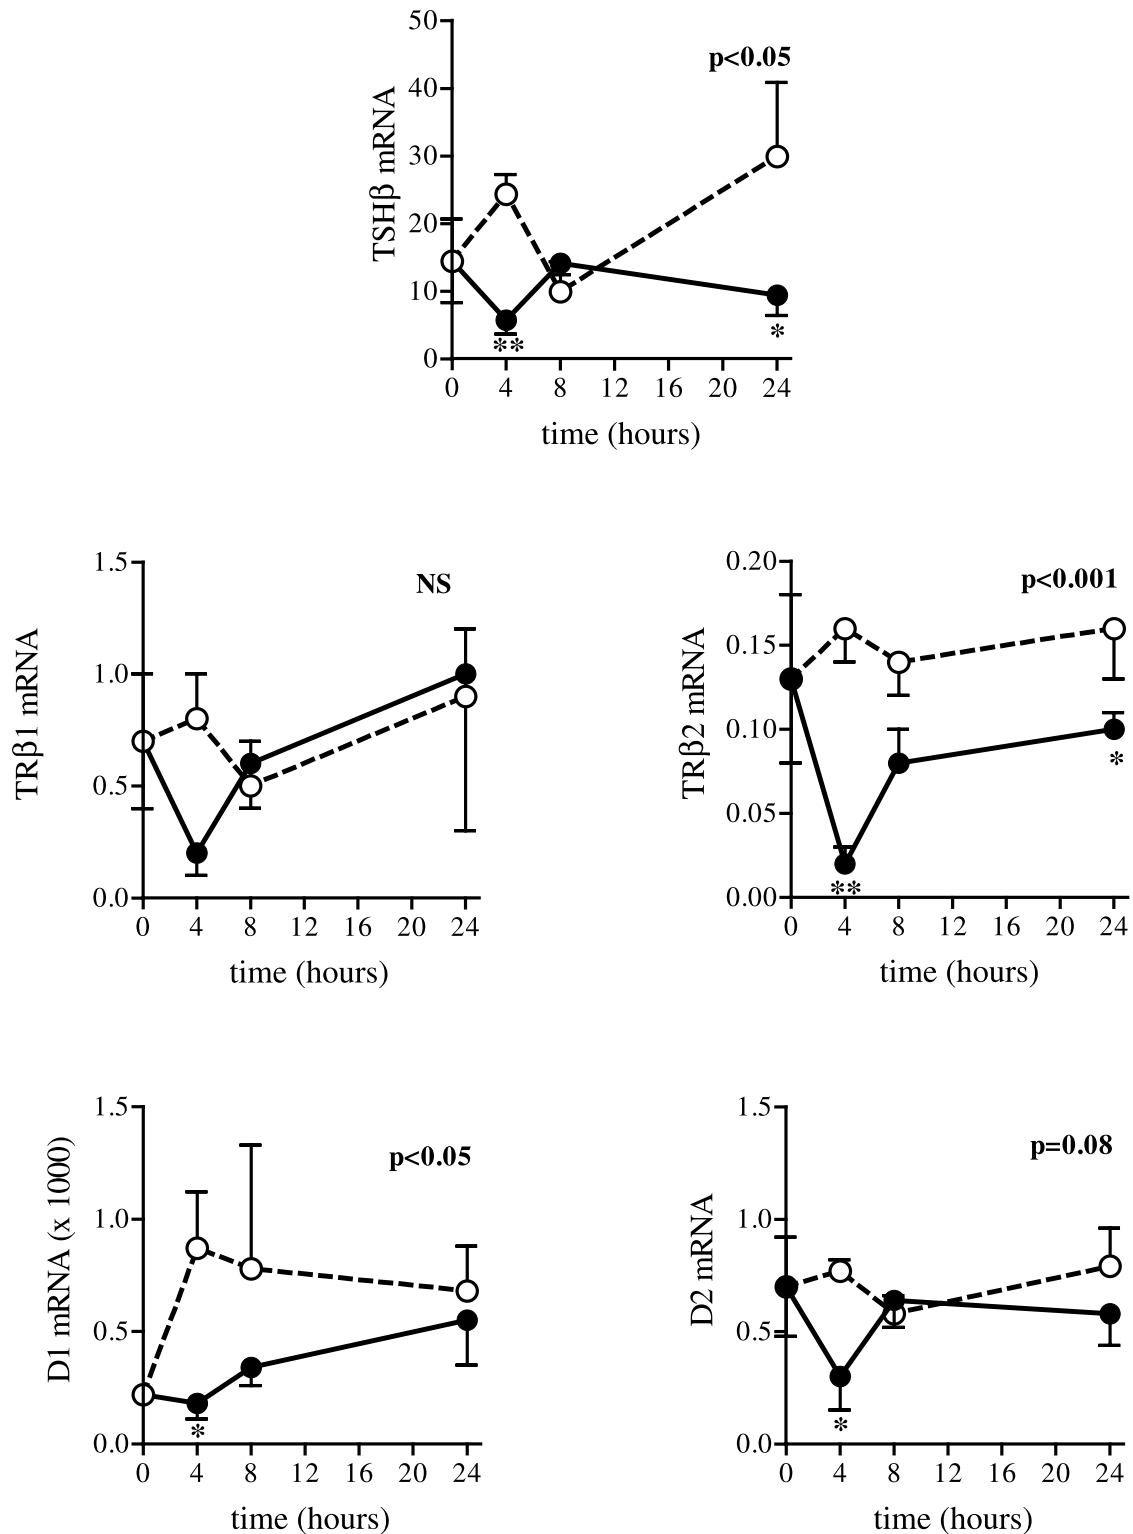 50
p<0.05
40
30
20
10
0
TSHβ mRNA
**
*
0 4 8 12 16 20 24
time (hours)
1.5
NS
1.0
0.5
0.0
TRβ1 mRNA
0 4 8 12 16 20 24
time (hours)
0.20
p<0.001
0.15
0.10
0.05
0.00
TRβ2 mRNA
*
**
0 4 8 12 16 20 24
time (hours)
1.5
p<0.05
1.0
0.5
0.0
D1 mRNA (x 1000)
*
0 4 8 12 16 20 24
time (hours)
1.5
p=0.08
1.0
0.5
0.0
D2 mRNA
*
0 4 8 12 16 20 24
time (hours)